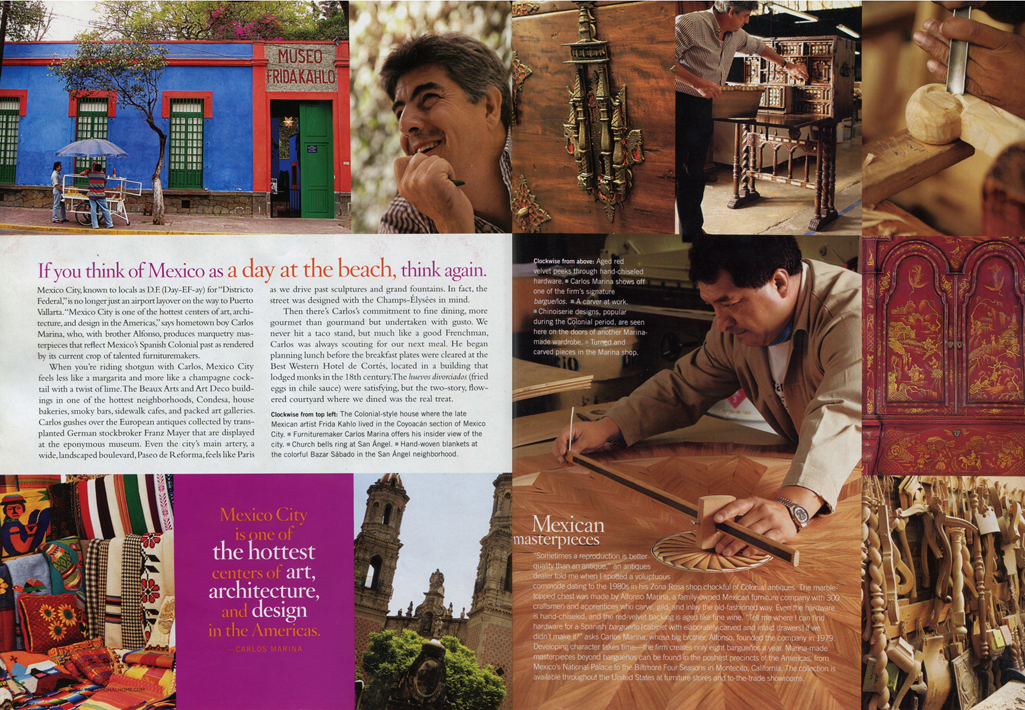 MUSEO
FRIDA KAHLO
If you think of Mexico as a day at the beach, think again.
Mexico City, known to locals as D.F. (Day-EF-ay) for "Districto
Federal," is no longer just an airport layover on the way to Puerto
Vallarta. "Mexico City is one of the hottest centers of art, archi-
tecture, and design in the Americas," says hometown boy Carlos
Marina, who, with brother Alfonso, produces marquetry mas-
terpieces that reflect Mexico's Spanish Colonial past as rendered
by its current crop of talented furnituremakers.
When you're riding shotgun with Carlos, Mexico City
feels less like a margarita and more like a champagne cock-
tail with a twist of lime. The Beaux Arts and Art Deco build-
ings in one of the hottest neighborhoods, Condesa, house
bakeries, smoky bars, sidewalk cafes, and packed art galleries.
Carlos gushes over the European antiques collected by trans-
planted German stockbroker Franz Mayer that are displayed
at the eponymous museum. Even the city's main artery, a
wide, landscaped boulevard, Paseo de Reforma, feels like Paris
as we drive past sculptures and grand fountains. In fact, the
street was designed with the Champs-Élysées in mind.
Then there's Carlos's commitment to fine dining, more
gourmet than gourmand but undertaken with gusto. We
never hit a taco stand, but much like a good Frenchman,
Carlos was always scouting for our next meal. He began
planning lunch before the breakfast plates were cleared at the
Best Western Hotel de Cortés, located in a building that
lodged monks in the 18th century. The huevos divorciados (fried
eggs in chile sauce) were satisfying, but the two-story, flow-
ered courtyard where we dined was the real treat.
Clockwise from top left: The Colonial-style house where the late
Mexican artist Frida Kahlo lived in the Coyoacán section of Mexico
City. ■ Furnituremaker Carlos Marina offers his insider view of the
city. ■ Church bells ring at San Ángel. ■ Hand-woven blankets at
the colorful Bazar Sábado in the San Ángel neighborhood.
Mexico City
is one of
the hottest
centers of art,
architecture,
and design
in the Americas.
—CARLOS MARINA
Clockwise from above: Aged red
velvet peeks through hand-chiseled
hardware. ■ Carlos Marina shows off
one of the firm's signature
bargueños. ■ A carver at work.
■ Chinoiserie designs, popular
during the Colonial period, are seen
here on the doors of another Marina-
made wardrobe. ■ Turned and
carved pieces in the Marina shop.
Mexican
masterpieces
"Sometimes a reproduction is better
quality than an antique," an antiques
dealer told me when I spotted a voluptuous
commode dating to the 1980s in his Zona Rosa shop chockful of Colonial antiques. The marble-
topped chest was made by Alfonso Marina, a family-owned Mexican furniture company with 300
craftsmen and apprentices who carve, gild, and inlay the old-fashioned way. Even the hardware
is hand-chiseled, and the red-velvet backing is aged like fine wine. "Tell me where I can find
hardware for a Spanish bargueño [cabinet with elaborately carved and inlaid drawers] if we
didn't make it?" asks Carlos Marina, whose big brother, Alfonso, founded the company in 1979.
Developing character takes time—the firm creates only eight bargueños a year. Marina-made
masterpieces beyond bargueños can be found in the poshest precincts of the Americas, from
Mexico's National Palace to the Biltmore Four Seasons in Montecito, California. The collection is
available throughout the United States at furniture stores and to-the-trade showrooms.